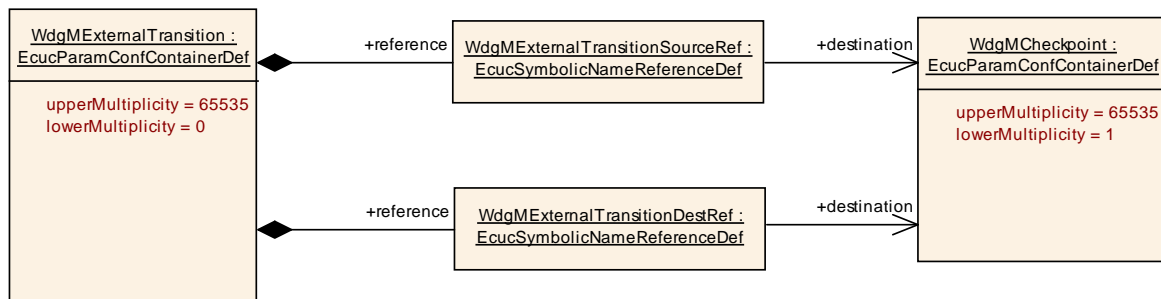 WdgMExternalTransition :
EcucParamConfContainerDef
upperMultiplicity = 65535
lowerMultiplicity = 0
+reference
WdgMExternalTransitionSourceRef :
EcucSymbolicNameReferenceDef
+destination
WdgMCheckpoint :
EcucParamConfContainerDef
upperMultiplicity = 65535
lowerMultiplicity = 1
+reference
WdgMExternalTransitionDestRef :
EcucSymbolicNameReferenceDef
+destination